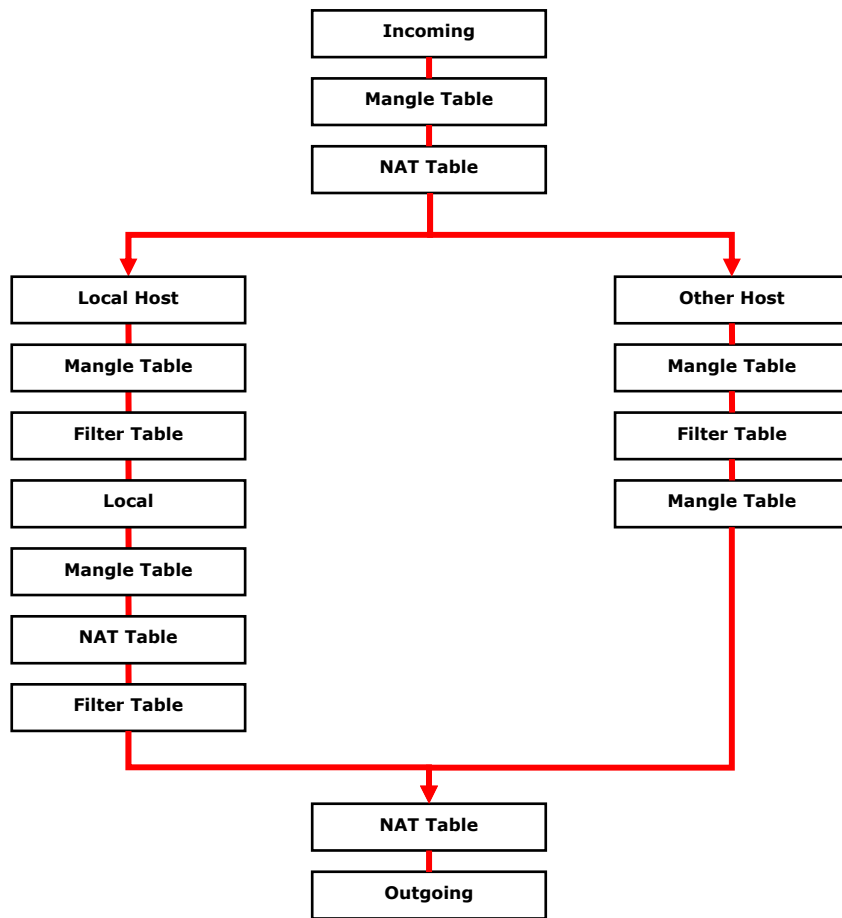 Incoming
Mangle Table
NAT Table
Local Host
Mangle Table
Filter Table
Local
Mangle Table
NAT Table
Filter Table
Other Host
Mangle Table
Filter Table
Mangle Table
NAT Table
Outgoing